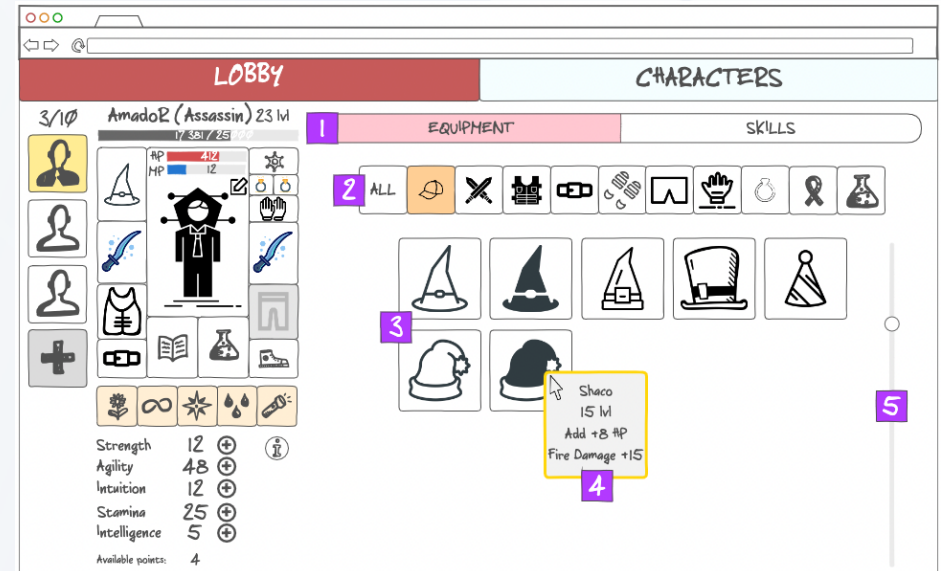 LOBBY
CHARACTERS
3/10
AmadoR (Assassin) 23 lvl
17 381 / 25 000
HP 412
MP 12
1
EQUIPMENT
SKILLS
2
ALL
3
Shaco
15 lvl
Add +8 HP
Fire Damage +15
4
5
Strength 12
Agility 48
Intuition 12
Stamina 25
Intelligence 5
Available points: 4